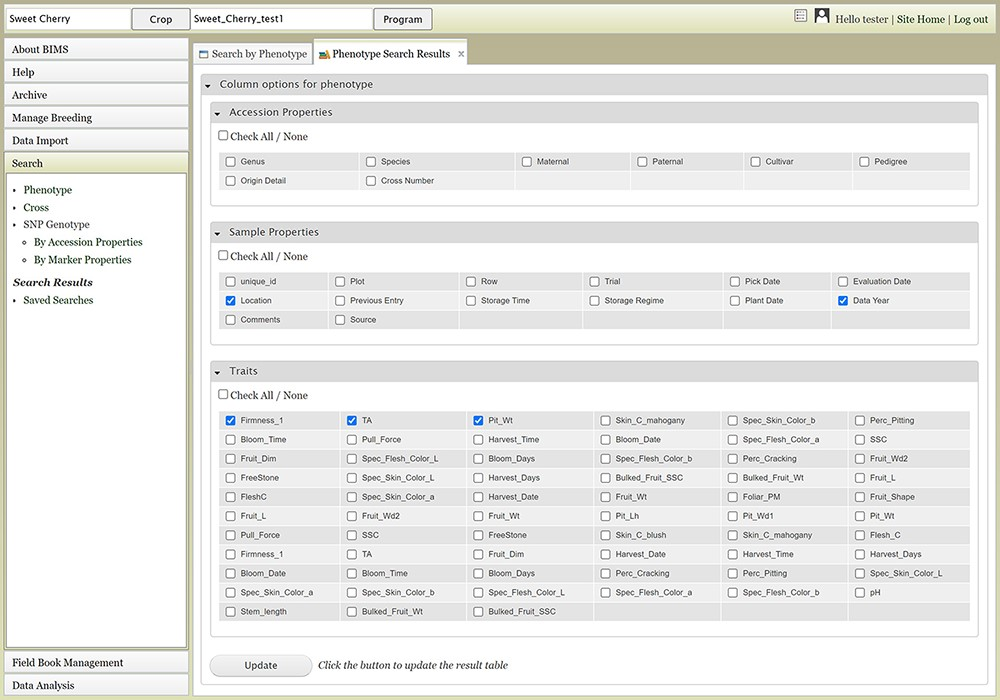 Sweet Cherry Crop Sweet_Cherry_test1 Program Hello tester | Site Home | Log out
About BIMS
Help
Archive
Manage Breeding
Data Import
Search
Phenotype
Cross
SNP Genotype
By Accession Properties
By Marker Properties
Search Results
Saved Searches
Field Book Management
Data Analysis
Search by Phenotype Phenotype Search Results ×
Column options for phenotype
Accession Properties
Check All / None
Genus Species Maternal Paternal Cultivar Pedigree
Origin Detail Cross Number
Sample Properties
Check All / None
unique_id Plot Row Trial Pick Date Evaluation Date
Location Previous Entry Storage Time Storage Regime Plant Date Data Year
Comments Source
Traits
Check All / None
Firmness_1 TA Pit_Wt Skin_C_mahogany Spec_Skin_Color_b Perc_Pitting
Bloom_Time Pull_Force Harvest_Time Bloom_Date Spec_Flesh_Color_a SSC
Fruit_Dim Spec_Flesh_Color_L Bloom_Days Spec_Flesh_Color_b Perc_Cracking Fruit_Wd2
FreeStone Spec_Skin_Color_L Harvest_Days Bulked_Fruit_SSC Bulked_Fruit_Wt Fruit_L
FleshC Spec_Skin_Color_a Harvest_Date Fruit_Wt Foliar_PM Fruit_Shape
Fruit_L Fruit_Wd2 Fruit_Wt Pit_Lh Pit_Wd1 Pit_Wt
Pull_Force SSC FreeStone Skin_C_blush Skin_C_mahogany Flesh_C
Firmness_1 TA Fruit_Dim Harvest_Date Harvest_Time Harvest_Days
Bloom_Date Bloom_Time Bloom_Days Perc_Cracking Perc_Pitting Spec_Skin_Color_L
Spec_Skin_Color_a Spec_Skin_Color_b Spec_Flesh_Color_L Spec_Flesh_Color_a Spec_Flesh_Color_b pH
Stem_length Bulked_Fruit_Wt Bulked_Fruit_SSC
Update Click the button to update the result table